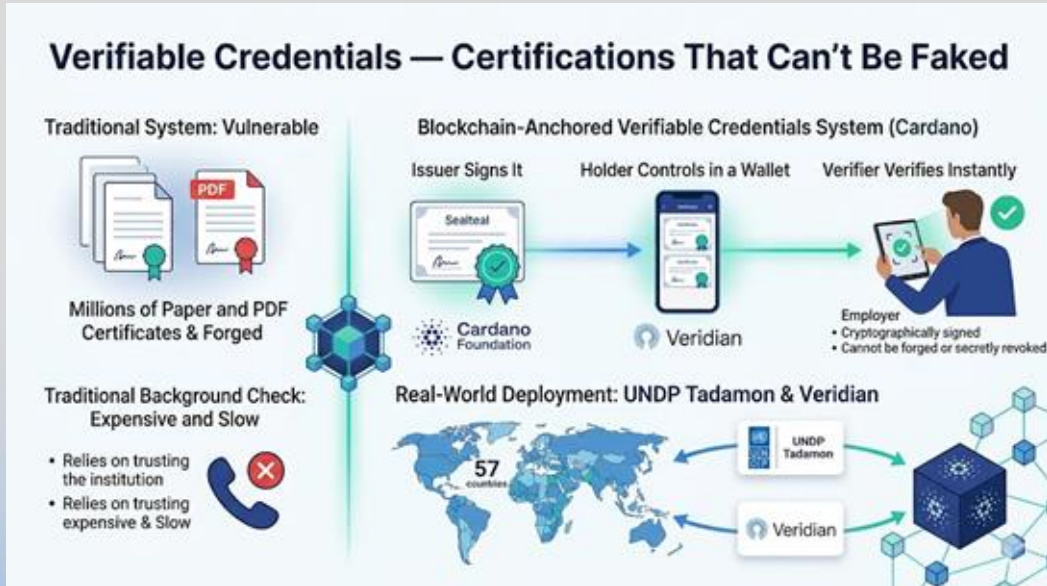 Verifiable Credentials — Certifications That Can't Be Faked
Traditional System: Vulnerable
PDF
Millions of Paper and PDF
Certificates & Forged
Traditional Background Check:
Expensive and Slow
• Relies on trusting
the institution
• Relies on trusting
expensive & Slow
Blockchain-Anchored Verifiable Credentials System (Cardano)
Issuer Signs It
Sealteal
Cardano
Foundation
Holder Controls in a Wallet
Veridian
Verifier Verifies Instantly
Employer
• Cryptographically signed
• Cannot be forged or secretly revoked
Real-World Deployment: UNDP Tadamon & Veridian
57
countries
UNDP
Tadamon
Veridian